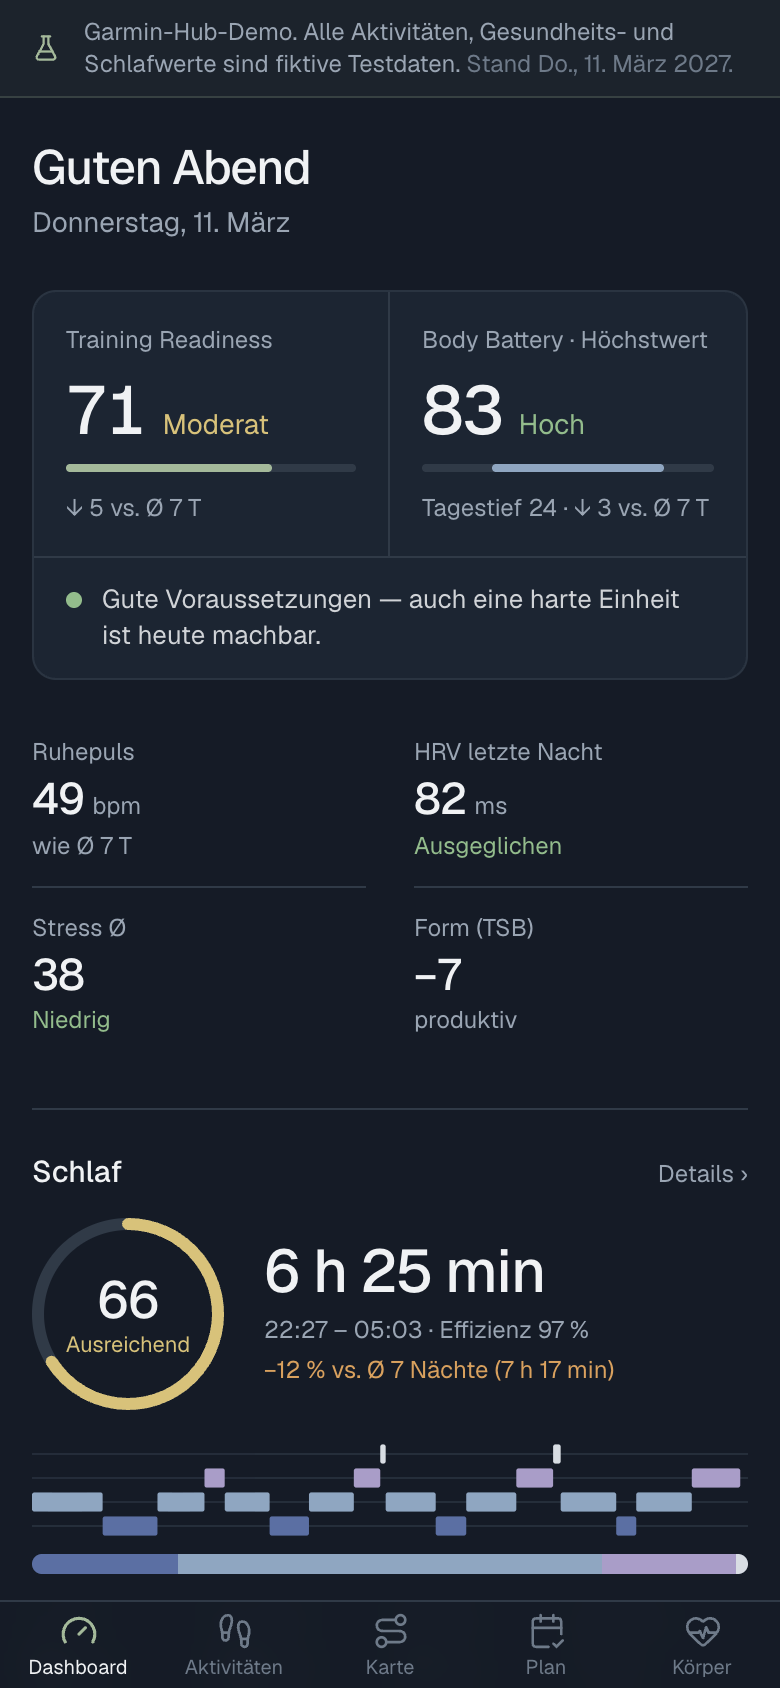 Garmin-Hub-Demo. Alle Aktivitäten, Gesundheits- und
Schlafwerte sind fiktive Testdaten. Stand Do., 11. März 2027.
Guten Abend
Donnerstag, 11. März
Training Readiness
71 Moderat
↓ 5 vs. Ø 7 T
Body Battery · Höchstwert
83 Hoch
Tagestief 24 · ↓ 3 vs. Ø 7 T
Gute Voraussetzungen — auch eine harte Einheit
ist heute machbar.
Ruhepuls
49 bpm
wie Ø 7 T
HRV letzte Nacht
82 ms
Ausgeglichen
Stress Ø
38
Niedrig
Form (TSB)
−7
produktiv
Schlaf
Details ›
66
Ausreichend
6 h 25 min
22:27 – 05:03 · Effizienz 97 %
−12 % vs. Ø 7 Nächte (7 h 17 min)
Dashboard
Aktivitäten
Karte
Plan
Körper